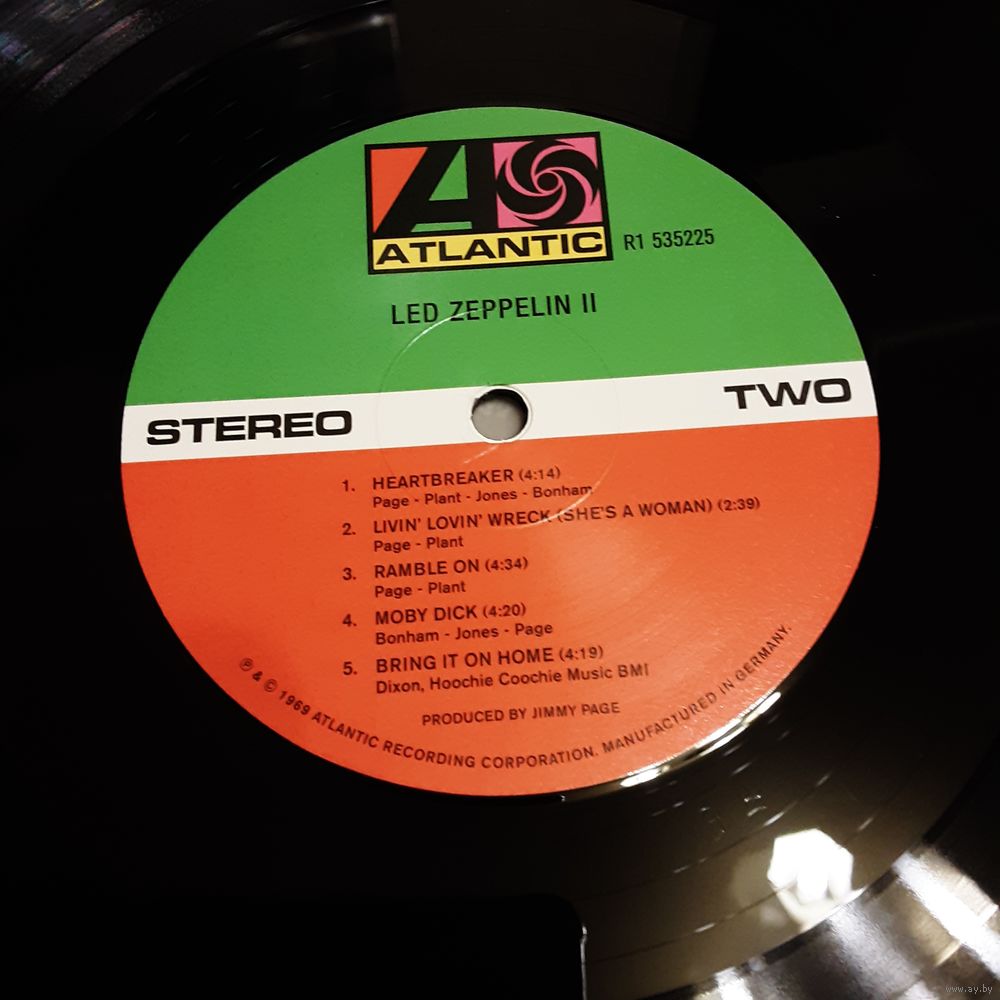 ATLANTIC
R1 535225
LED ZEPPELIN II
STEREO
TWO
1. HEARTBREAKER (4:14)
Page - Plant - Jones - Bonham
2. LIVIN' LOVIN' WRECK (SHE'S A WOMAN) (2:39)
Page - Plant
3. RAMBLE ON (4:34)
Page - Plant
4. MOBY DICK (4:20)
Bonham - Jones - Page
5. BRING IT ON HOME (4:19)
Dixon, Hoochie Coochie Music BMI
PRODUCED BY JIMMY PAGE
℗ & © 1969 ATLANTIC RECORDING CORPORATION. MANUFACTURED IN GERMANY.
www.ay.by